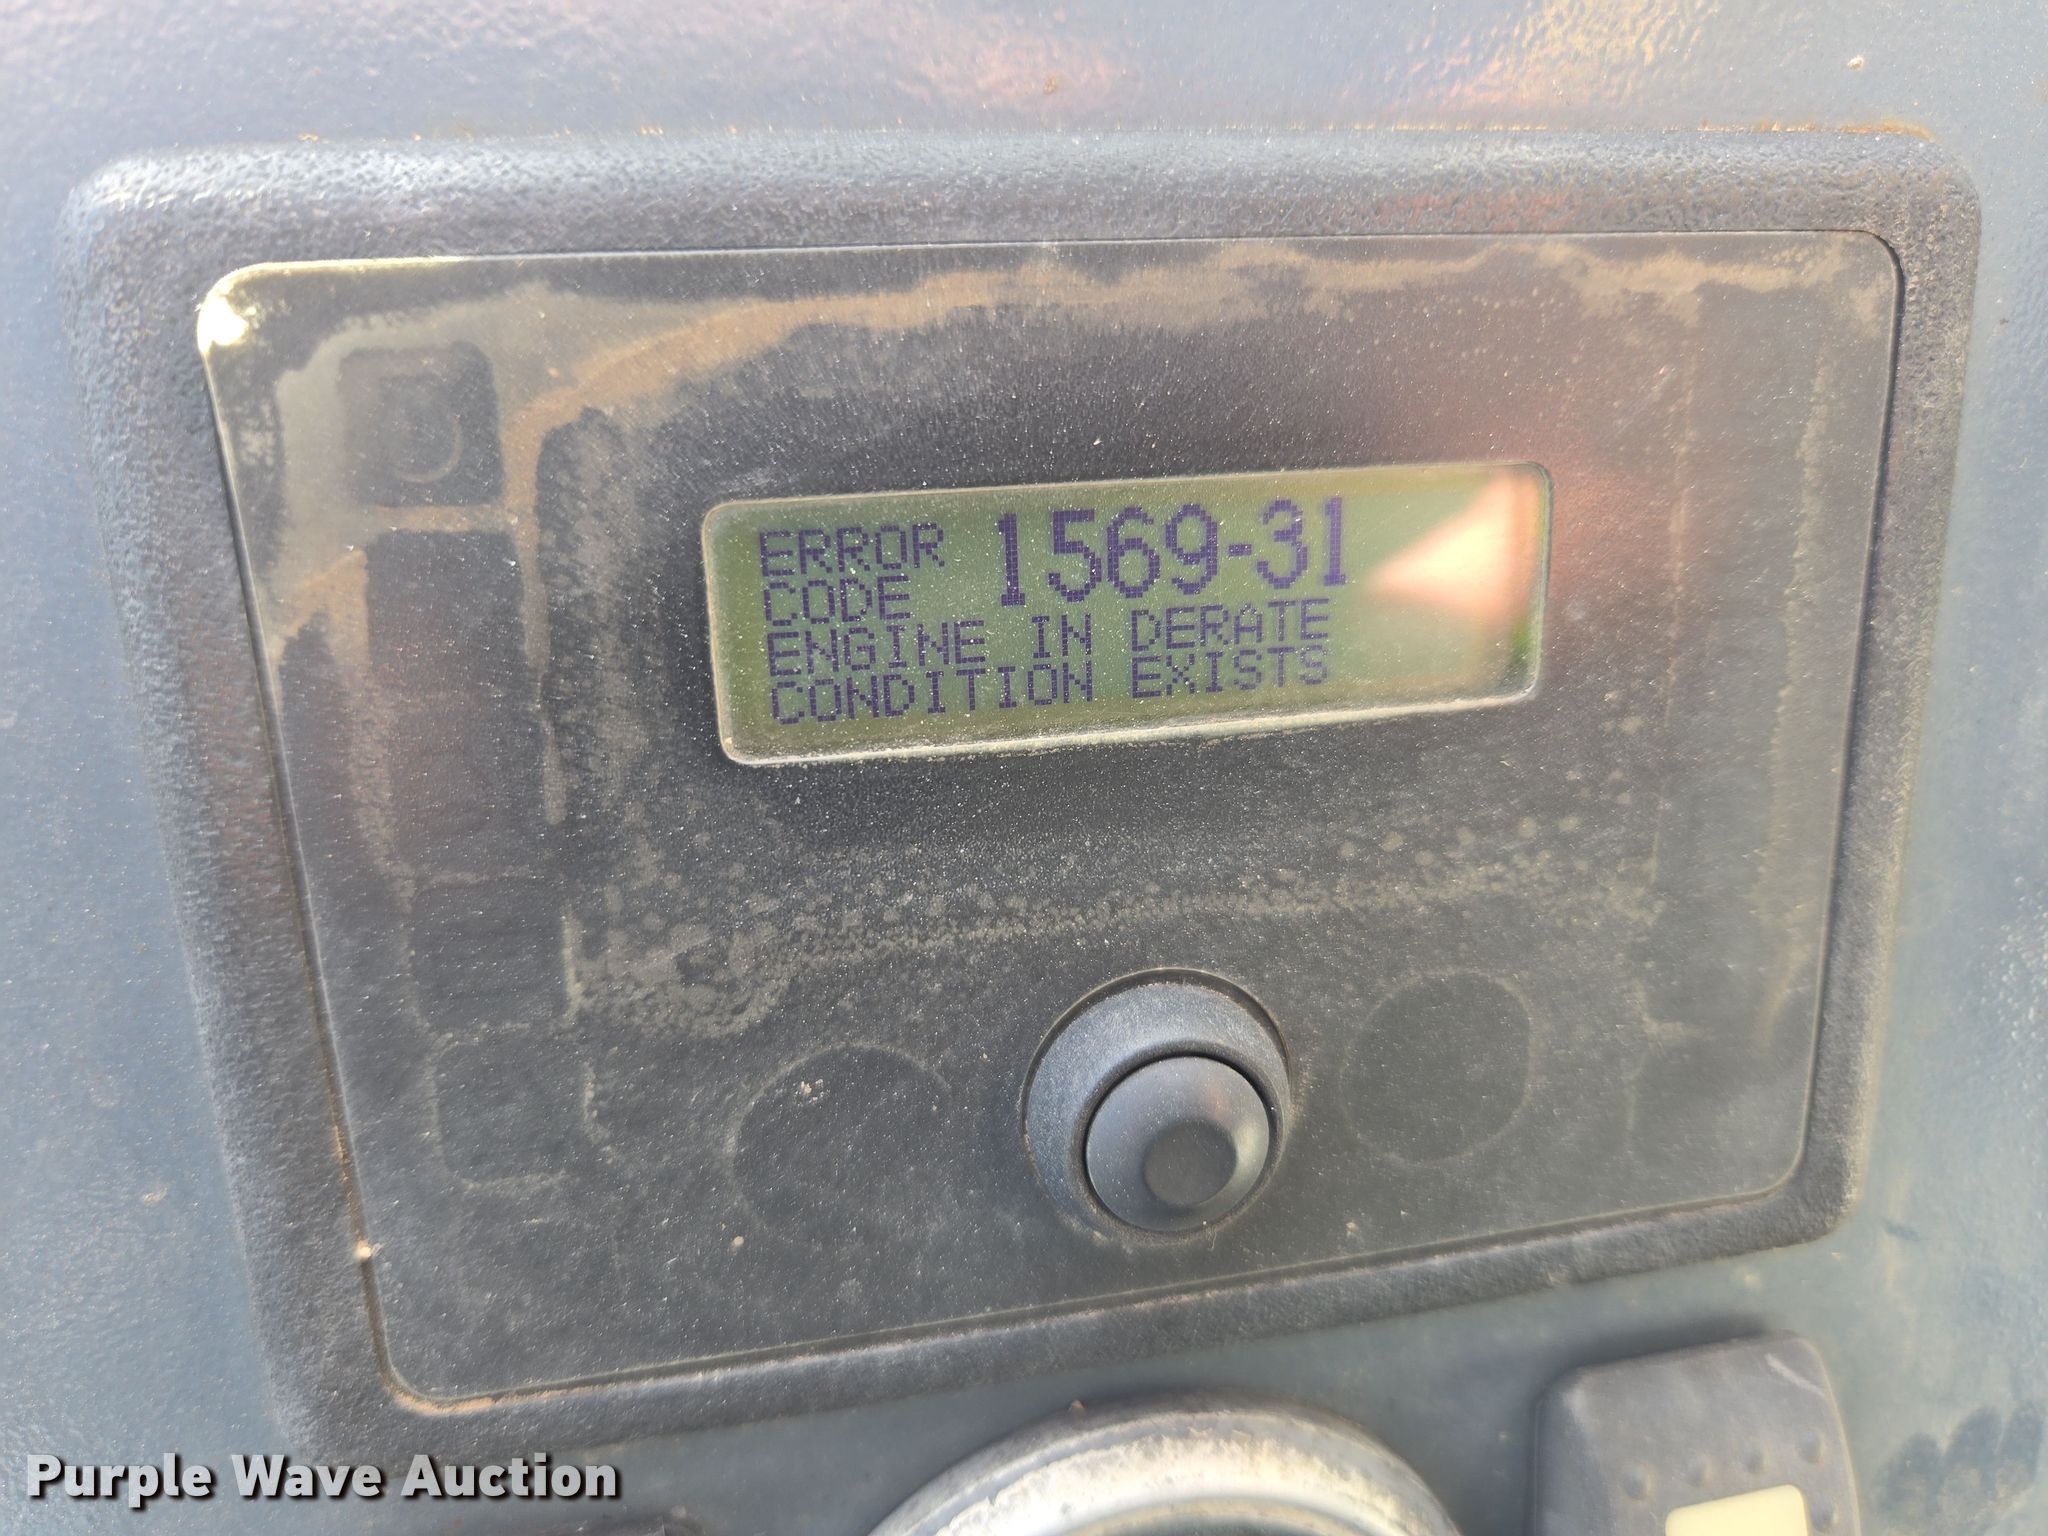 ERROR CODE 1569-31
ENGINE IN DERATE
CONDITION EXISTS
Purple Wave Auction